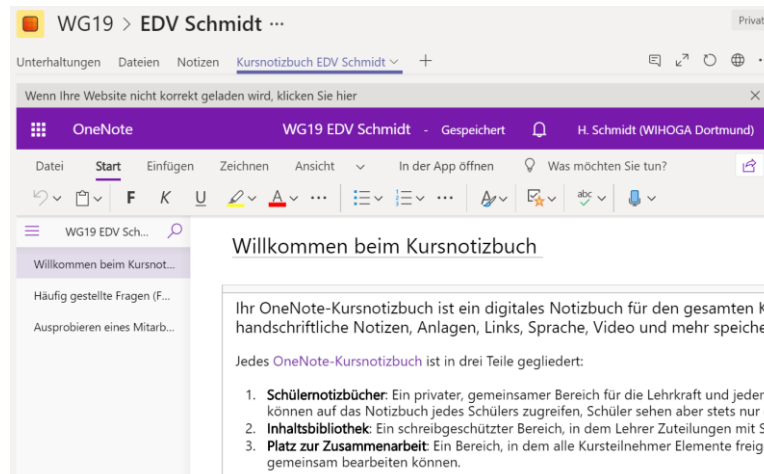 WG19 > EDV Schmidt ···
Privat
Unterhaltungen Dateien Notizen Kursnotizbuch EDV Schmidt
Wenn Ihre Website nicht korrekt geladen wird, klicken Sie hier
OneNote WG19 EDV Schmidt - Gespeichert H. Schmidt (WIHOGA Dortmund)
Datei Start Einfügen Zeichnen Ansicht In der App öffnen Was möchten Sie tun?
F K U A abc
WG19 EDV Sch...
Willkommen beim Kursnot...
Häufig gestellte Fragen (F...
Ausprobieren eines Mitarb...
Willkommen beim Kursnotizbuch
Ihr OneNote-Kursnotizbuch ist ein digitales Notizbuch für den gesamten K
handschriftliche Notizen, Anlagen, Links, Sprache, Video und mehr speiche
Jedes OneNote-Kursnotizbuch ist in drei Teile gegliedert:
1. Schülernotizbücher: Ein privater, gemeinsamer Bereich für die Lehrkraft und jeder
können auf das Notizbuch jedes Schülers zugreifen, Schüler sehen aber stets nur
2. Inhaltsbibliothek: Ein schreibgeschützter Bereich, in dem Lehrer Zuteilungen mit S
3. Platz zur Zusammenarbeit: Ein Bereich, in dem alle Kursteilnehmer Elemente freig
gemeinsam bearbeiten können.